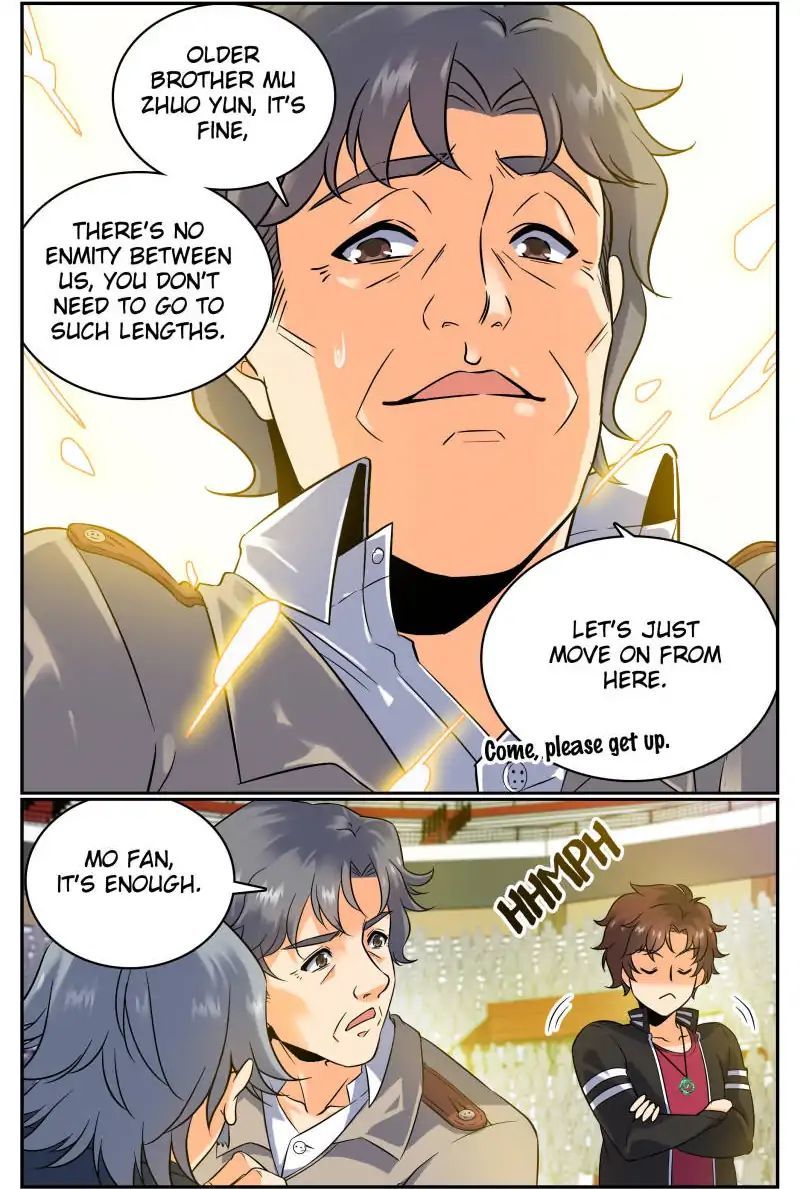 OLDER
BROTHER MU
ZHUO YUN, IT'S
FINE,
THERE'S NO
ENMITY BETWEEN
US, YOU DON'T
NEED TO GO TO
SUCH LENGTHS.
LET'S JUST
MOVE ON FROM
HERE.
Come, please get up.
MO FAN,
IT'S ENOUGH.
HHMPH